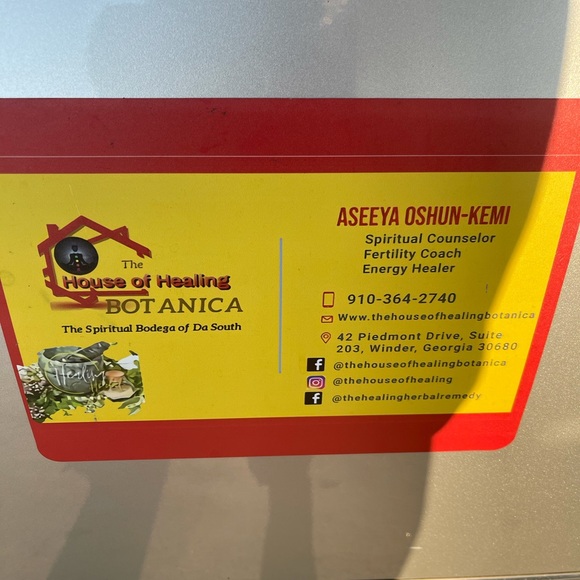 The
House of Healing
BOTANICA
The Spiritual Bodega of Da South
Healing
ASEEYA OSHUN-KEMI
Spiritual Counselor
Fertility Coach
Energy Healer
910-364-2740
Www.thehouseofhealingbotanica
42 Piedmont Drive, Suite
203, Winder, Georgia 30680
@thehouseofhealingbotanica
@thehouseofhealing
@thehealingherbalremedy